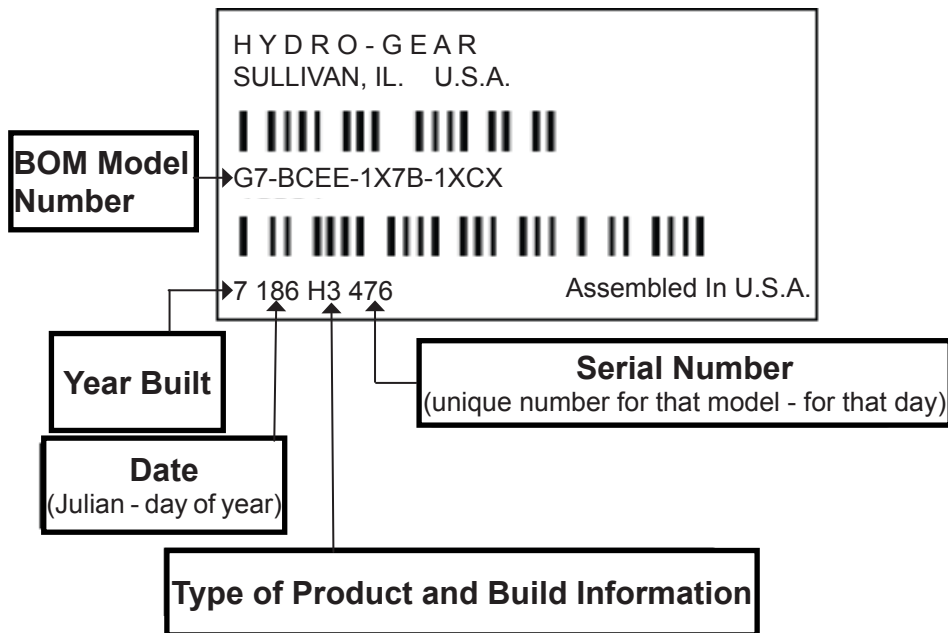 HYDRO-GEAR
SULLIVAN, IL. U.S.A.
BOM Model
Number
G7-BCEE-1X7B-1XCX
7 186 H3 476
Assembled In U.S.A.
Year Built
Serial Number
(unique number for that model - for that day)
Date
(Julian - day of year)
Type of Product and Build Information